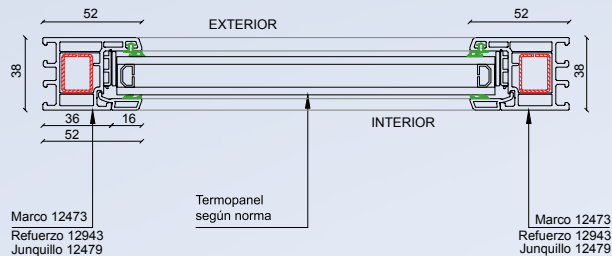 52
52
EXTERIOR
38
38
INTERIOR
36
16
52
Termopanel
según norma
Marco 12473
Refuerzo 12943
Junquillo 12479
Marco 12473
Refuerzo 12943
Junquillo 12479